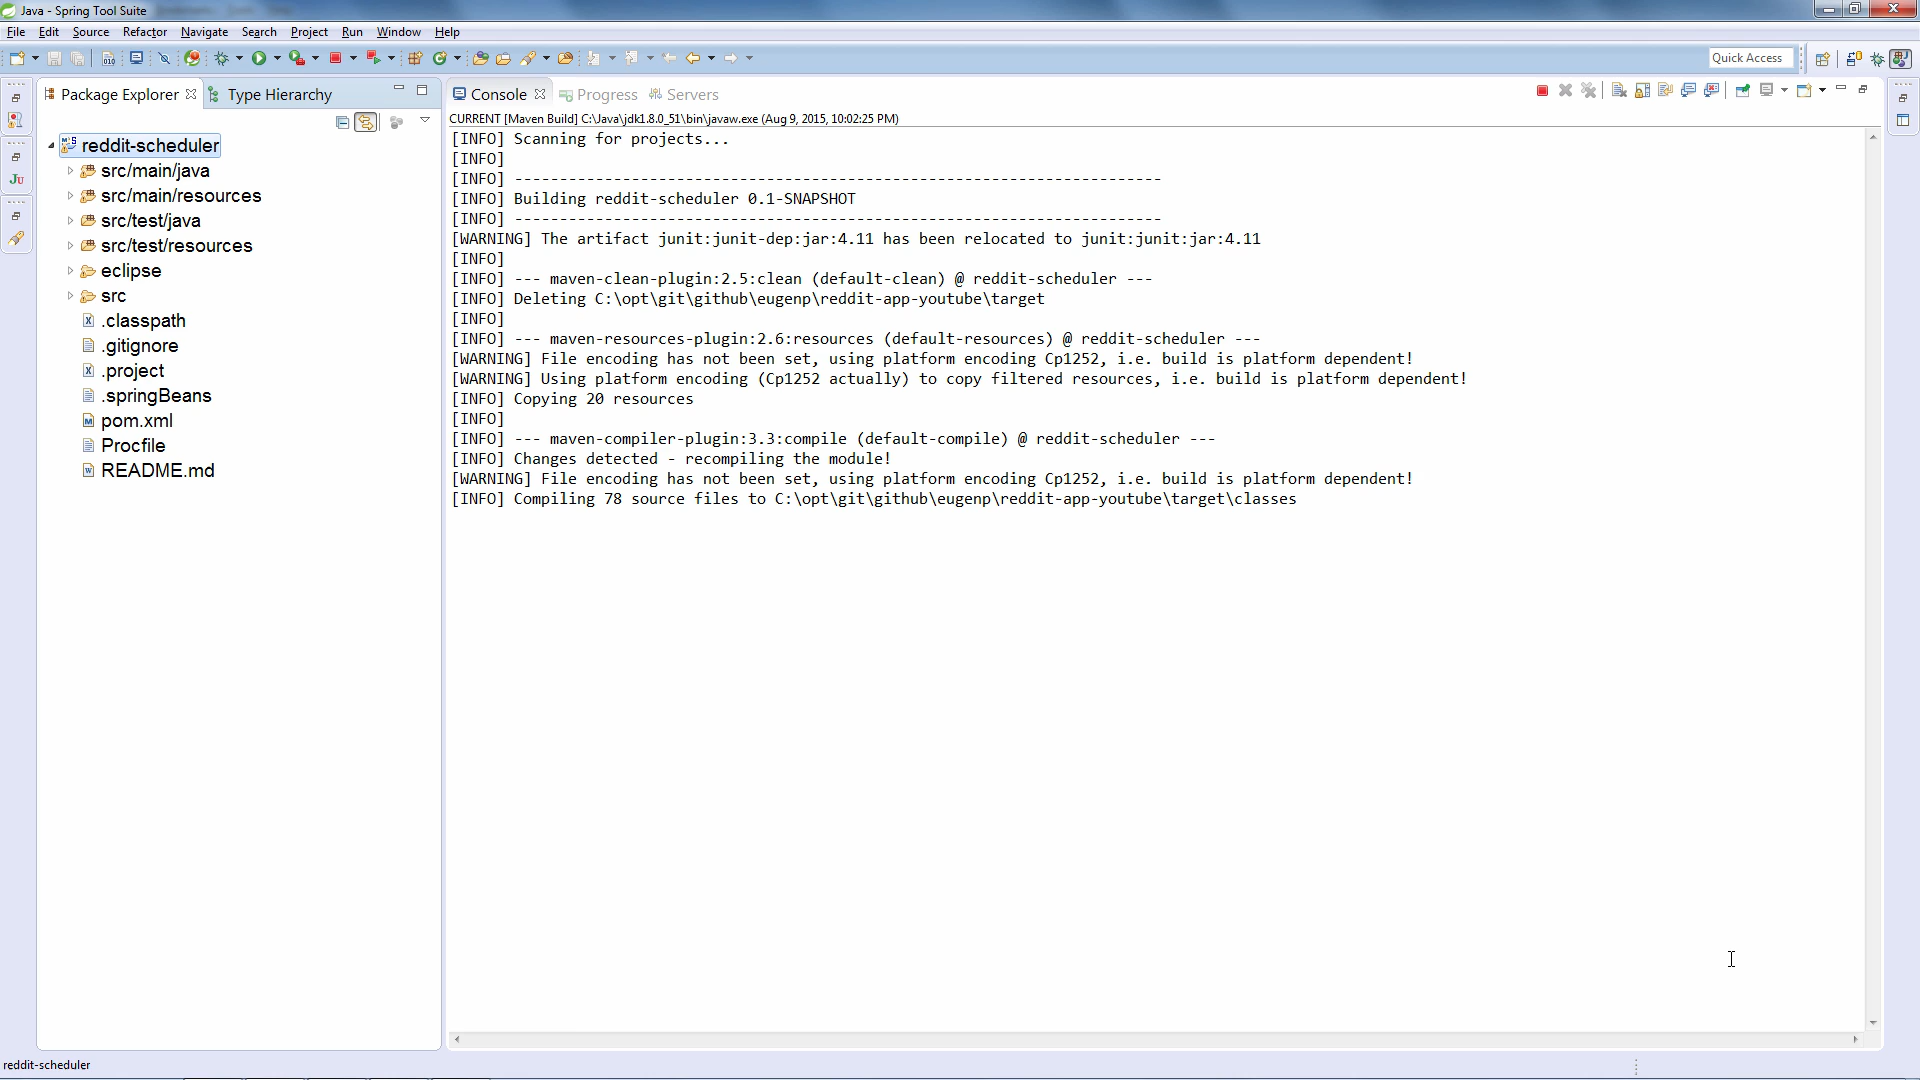 Java - Spring Tool Suite
File Edit Source Refactor Navigate Search Project Run Window Help
Quick Access
Package Explorer Type Hierarchy
reddit-scheduler
src/main/java
src/main/resources
src/test/java
src/test/resources
eclipse
src
.classpath
.gitignore
.project
.springBeans
pom.xml
Procfile
README.md
Console Progress Servers
CURRENT [Maven Build] C:\Java\jdk1.8.0_51\bin\javaw.exe (Aug 9, 2015, 10:02:25 PM)
[INFO] Scanning for projects...
[INFO]
[INFO] ------------------------------------------------------------------------
[INFO] Building reddit-scheduler 0.1-SNAPSHOT
[INFO] ------------------------------------------------------------------------
[WARNING] The artifact junit:junit-dep:jar:4.11 has been relocated to junit:junit:jar:4.11
[INFO]
[INFO] --- maven-clean-plugin:2.5:clean (default-clean) @ reddit-scheduler ---
[INFO] Deleting C:\opt\git\github\eugenp\reddit-app-youtube\target
[INFO]
[INFO] --- maven-resources-plugin:2.6:resources (default-resources) @ reddit-scheduler ---
[WARNING] File encoding has not been set, using platform encoding Cp1252, i.e. build is platform dependent!
[WARNING] Using platform encoding (Cp1252 actually) to copy filtered resources, i.e. build is platform dependent!
[INFO] Copying 20 resources
[INFO]
[INFO] --- maven-compiler-plugin:3.3:compile (default-compile) @ reddit-scheduler ---
[INFO] Changes detected - recompiling the module!
[WARNING] File encoding has not been set, using platform encoding Cp1252, i.e. build is platform dependent!
[INFO] Compiling 78 source files to C:\opt\git\github\eugenp\reddit-app-youtube\target\classes
reddit-scheduler